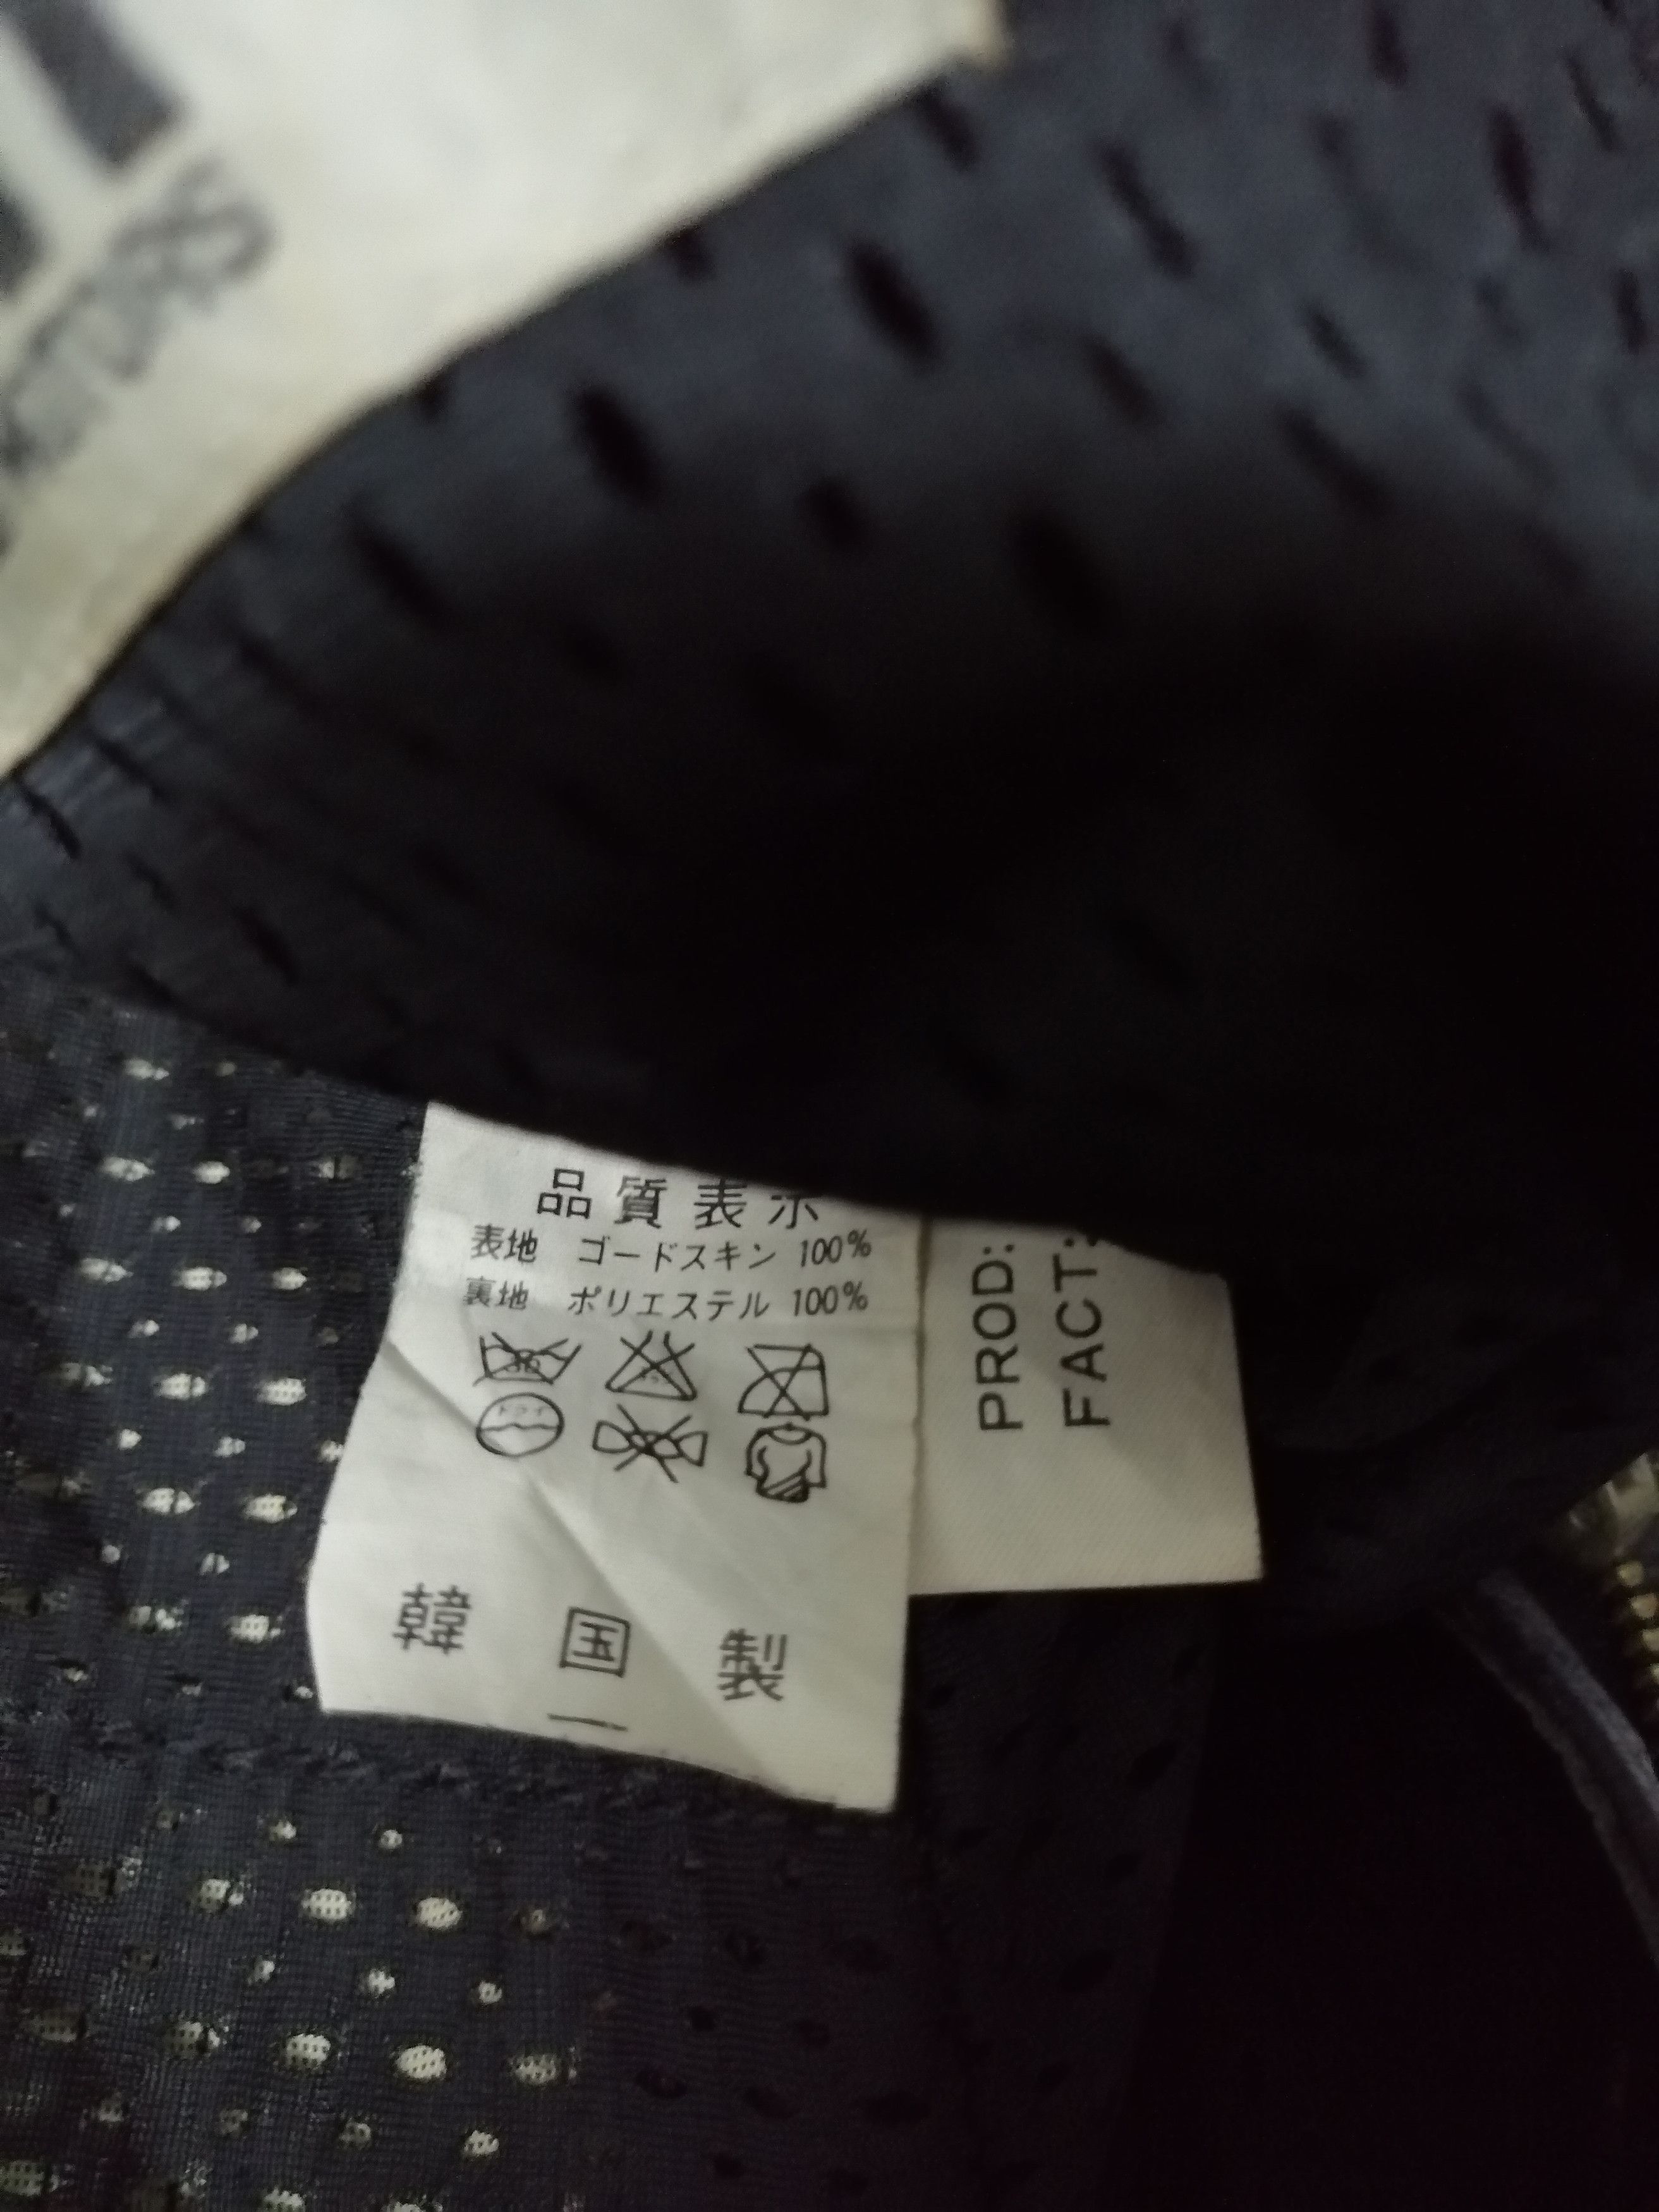 品質表示
表地 ゴードスキン 100%
裏地 ポリエステル 100%
ドライ
韓国製
PROD:
FACT: